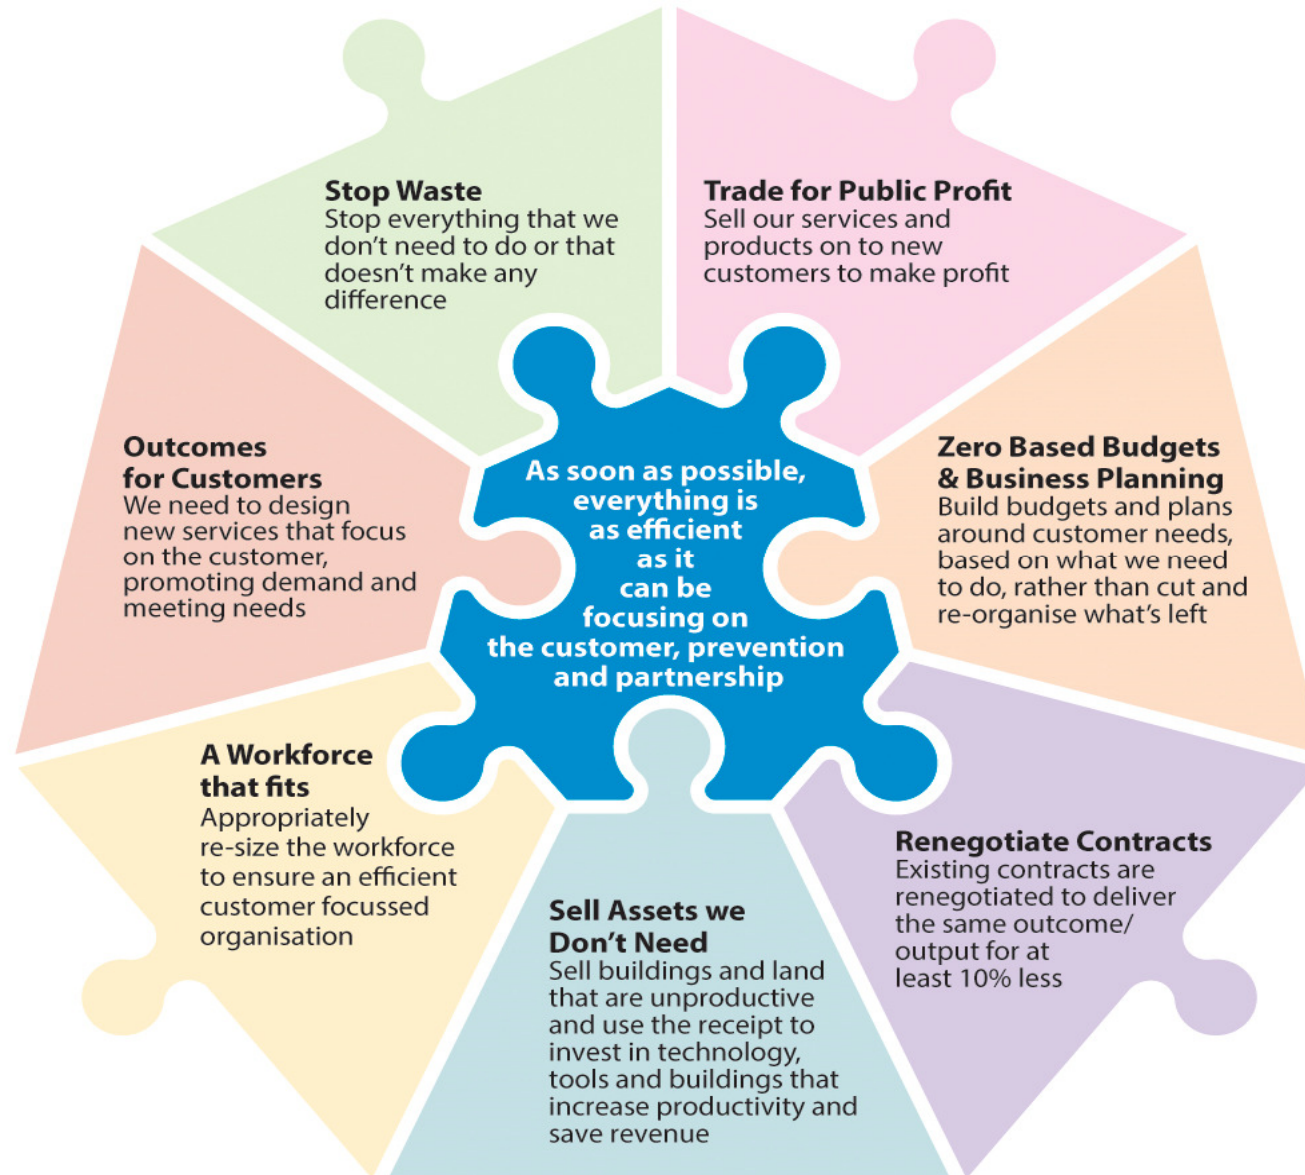 Stop Waste
Stop everything that we
don't need to do or that
doesn't make any
difference
Trade for Public Profit
Sell our services and
products on to new
customers to make profit
Outcomes
for Customers
We need to design
new services that focus
on the customer,
promoting demand and
meeting needs
As soon as possible,
everything is
as efficient
as it
can be
focusing on
the customer, prevention
and partnership
Zero Based Budgets
& Business Planning
Build budgets and plans
around customer needs,
based on what we need
to do, rather than cut and
re-organise what's left
A Workforce
that fits
Appropriately
re-size the workforce
to ensure an efficient
customer focussed
organisation
Sell Assets we
Don't Need
Sell buildings and land
that are unproductive
and use the receipt to
invest in technology,
tools and buildings that
increase productivity and
save revenue
Renegotiate Contracts
Existing contracts are
renegotiated to deliver
the same outcome/
output for at
least 10% less